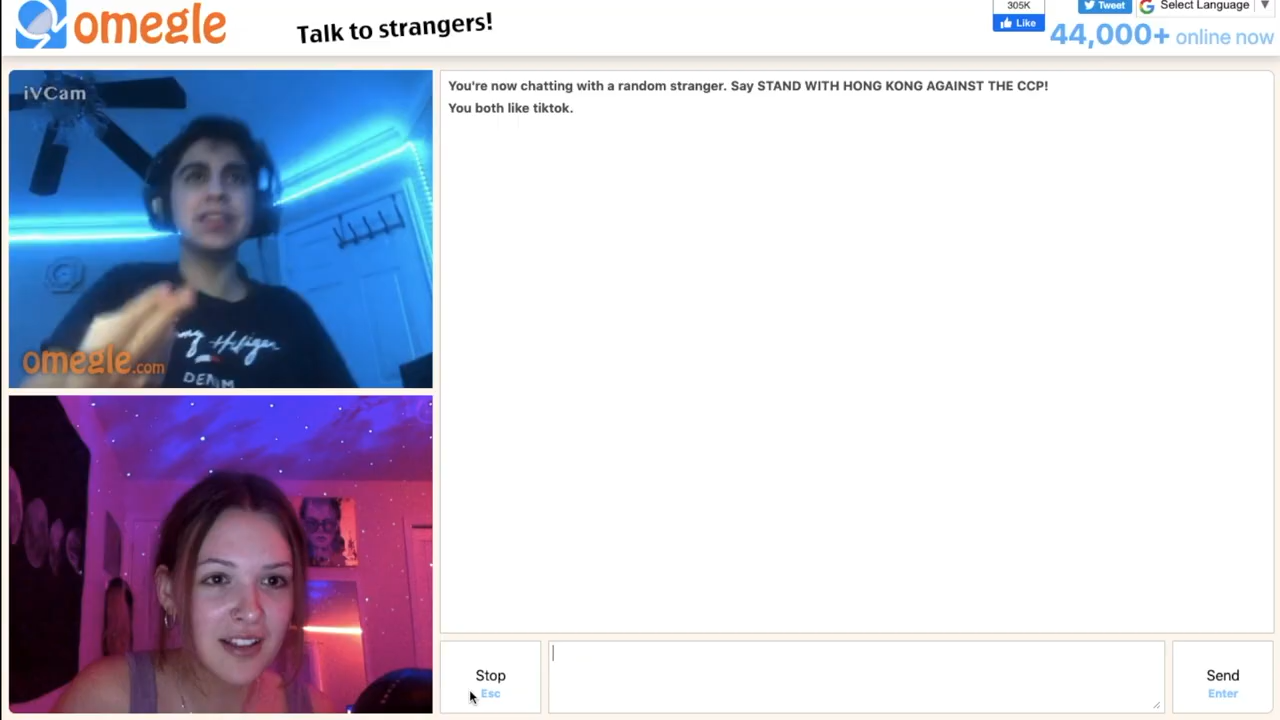 omegle
Talk to strangers!
305K
Like
Tweet
Select Language ▼
44,000+ online now
iVCam
omegle.com
DENIM
You're now chatting with a random stranger. Say STAND WITH HONG KONG AGAINST THE CCP!
You both like tiktok.
Stop
Esc
Send
Enter